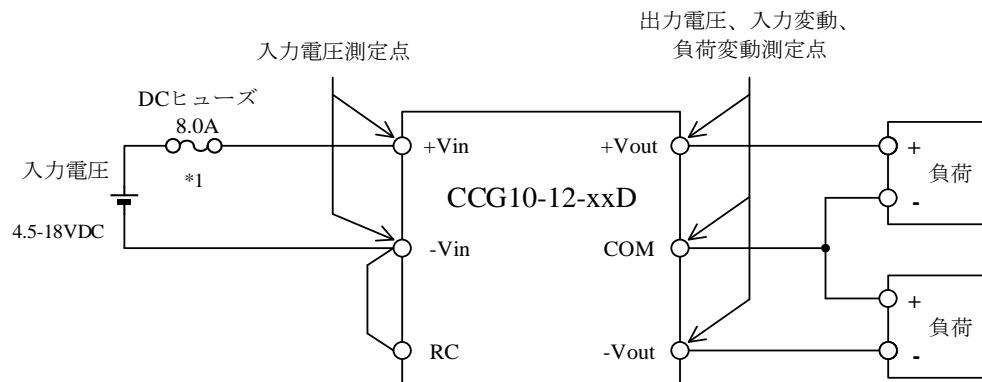 入力電圧測定点
出力電圧、入力変動、
負荷変動測定点
DCヒューズ
8.0A
*1
入力電圧
4.5-18VDC
+Vin
-Vin
RC
CCG10-12-xxD
+Vout
COM
-Vout
+
負荷
-
+
負荷
-